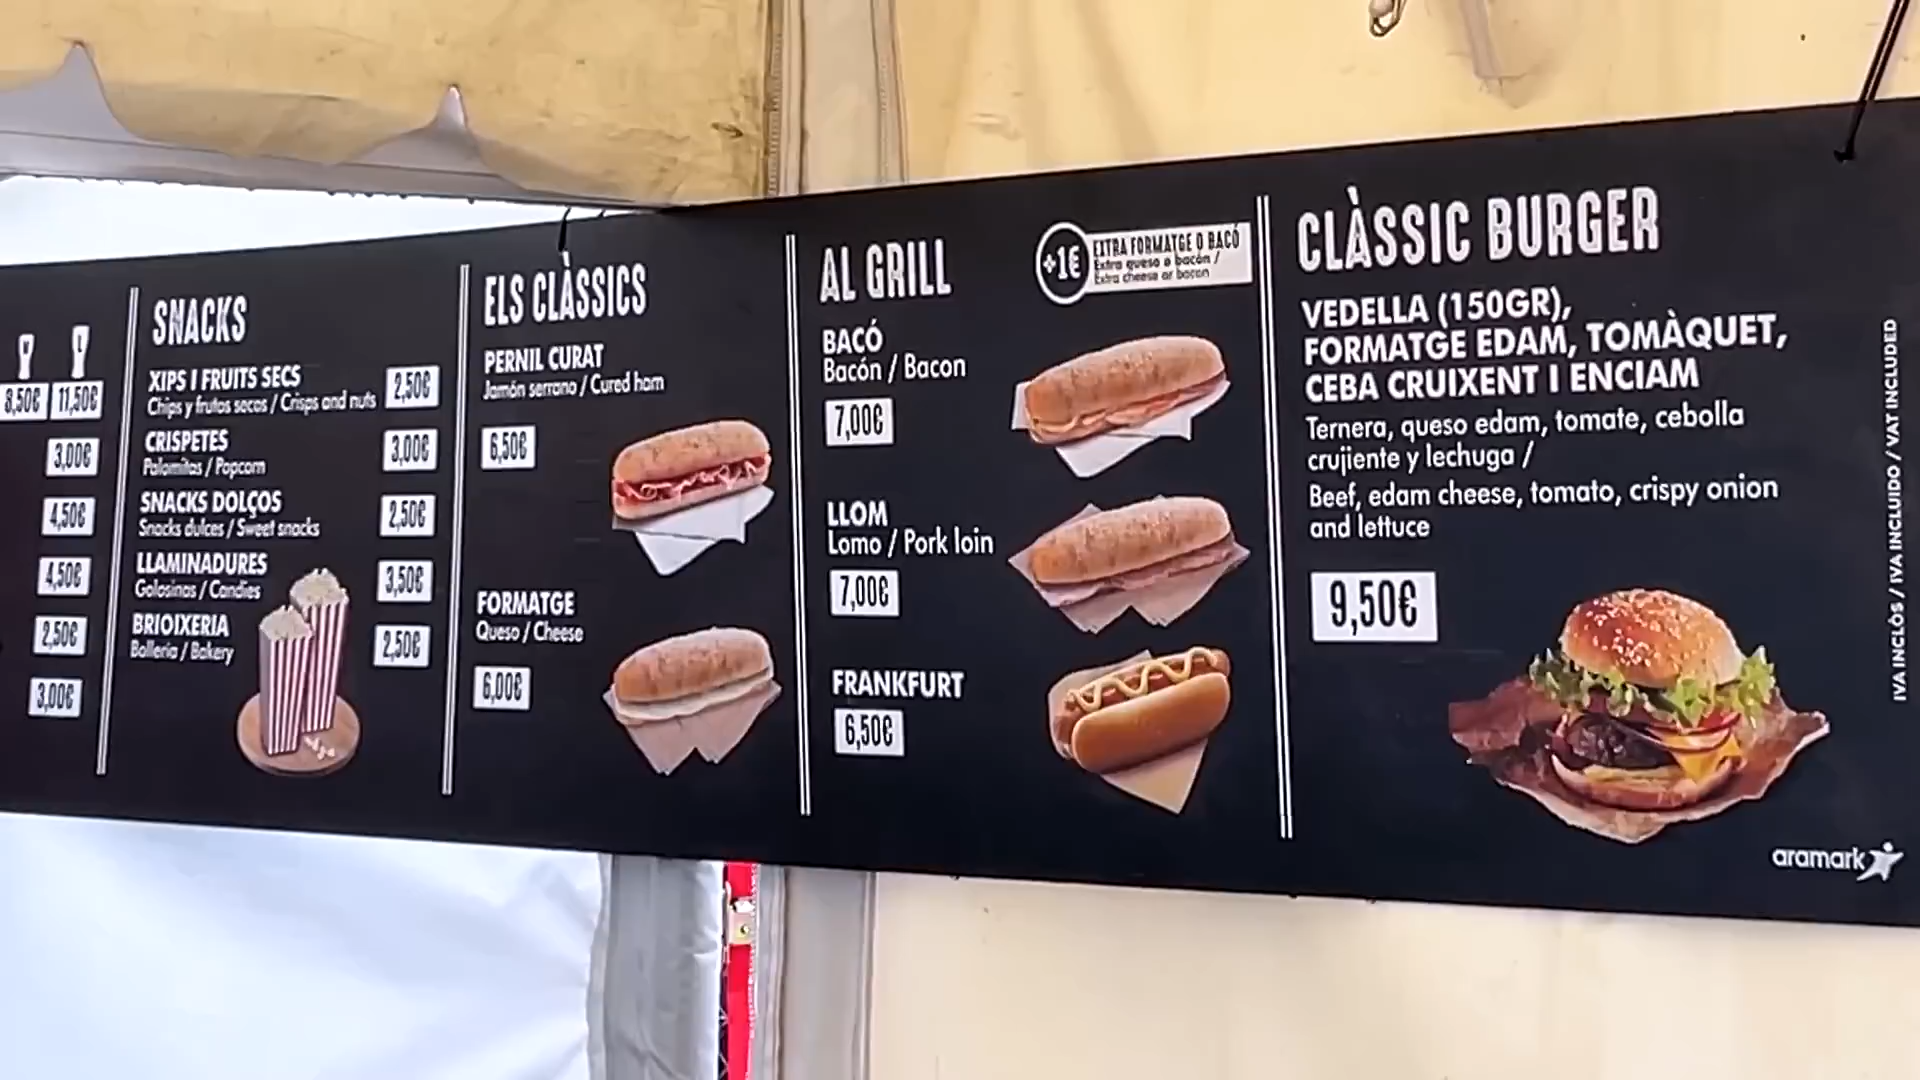 8,50€ 11,50€
3,00€
4,50€
4,50€
2,50€
3,00€
SNACKS
XIPS I FRUITS SECS
Chips y frutos secos / Crisps and nuts
2,50€
CRISPETES
Palomitas / Popcorn
3,00€
SNACKS DOLÇOS
Snacks dulces / Sweet snacks
2,50€
LLAMINADURES
Golosinas / Candies
3,50€
BRIOIXERIA
Bollería / Bakery
2,50€
ELS CLÀSSICS
PERNIL CURAT
Jamón serrano / Cured ham
6,50€
FORMATGE
Queso / Cheese
6,00€
AL GRILL
+1€
EXTRA FORMATGE O BACÓ
Extra queso o bacón /
Extra cheese or bacon
BACÓ
Bacón / Bacon
7,00€
LLOM
Lomo / Pork loin
7,00€
FRANKFURT
6,50€
CLÀSSIC BURGER
VEDELLA (150GR),
FORMATGE EDAM, TOMÀQUET,
CEBA CRUIXENT I ENCIAM
Ternera, queso edam, tomate, cebolla
crujiente y lechuga /
Beef, edam cheese, tomato, crispy onion
and lettuce
9,50€
IVA INCLÒS / IVA INCLUIDO / VAT INCLUDED
aramark